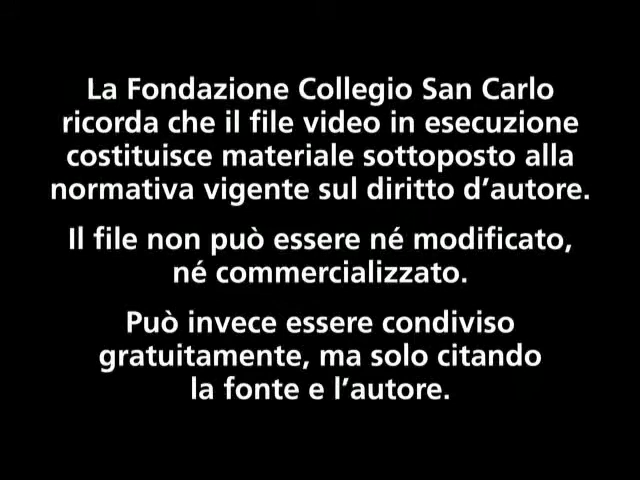 La Fondazione Collegio San Carlo
ricorda che il file video in esecuzione
costituisce materiale sottoposto alla
normativa vigente sul diritto d’autore.
Il file non può essere né modificato,
né commercializzato.
Può invece essere condiviso
gratuitamente, ma solo citando
la fonte e l’autore.